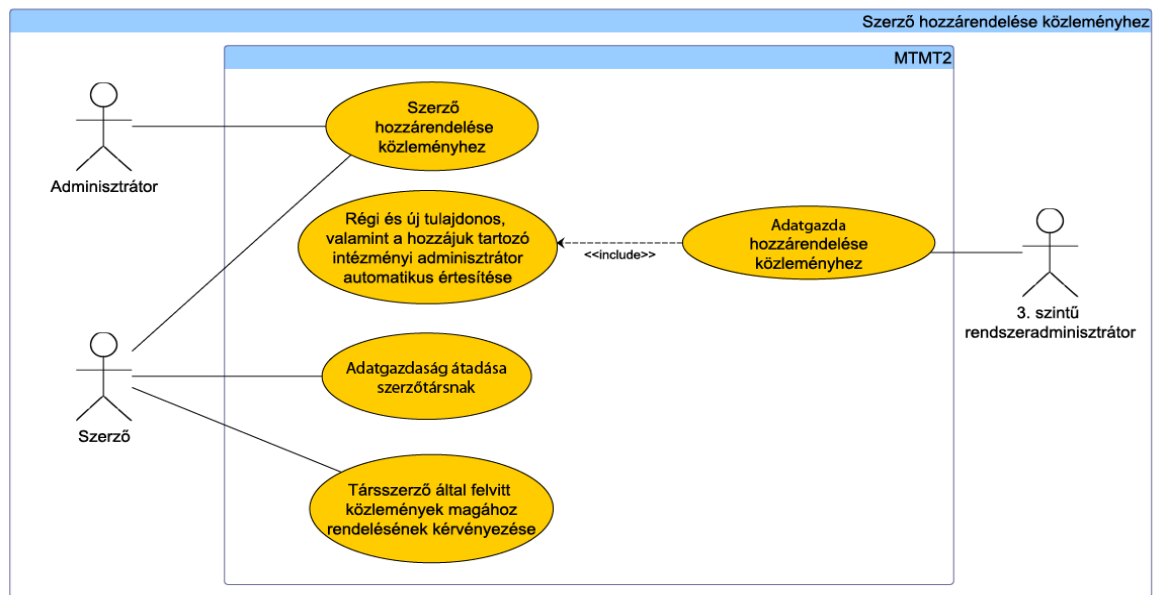 Szerző hozzárendelése közleményhez
MTMT2
Szerző
hozzárendelése
közleményhez
Adminisztrátor
Régi és új tulajdonos,
valamint a hozzájuk tartozó
intézményi adminisztrátor
automatikus értesítése
<<include>>
Adatgazda
hozzárendelése
közleményhez
3. szintű
rendszeradminisztrátor
Adatgazdaság átadása
szerzőtársnak
Szerző
Társszerző által felvitt
közlemények magához
rendelésének kérvényezése